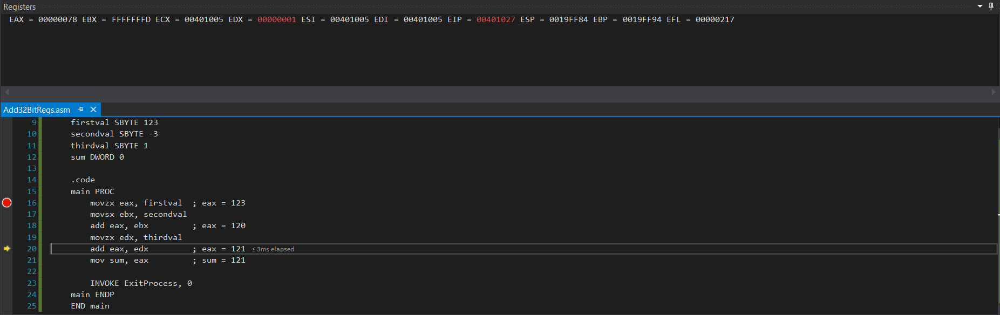 Registers
EAX = 00000078 EBX = FFFFFFFD ECX = 00401005 EDX = 00000001 ESI = 00401005 EDI = 00401005 EIP = 00401027 ESP = 0019FF84 EBP = 0019FF94 EFL = 00000217
Add32BitRegs.asm
9 firstval SBYTE 123
10 secondval SBYTE -3
11 thirdval SBYTE 1
12 sum DWORD 0
13
14 .code
15 main PROC
16 movzx eax, firstval ; eax = 123
17 movsx ebx, secondval
18 add eax, ebx ; eax = 120
19 movzx edx, thirdval
20 add eax, edx ; eax = 121 ≤3ms elapsed
21 mov sum, eax ; sum = 121
22
23 INVOKE ExitProcess, 0
24 main ENDP
25 END main